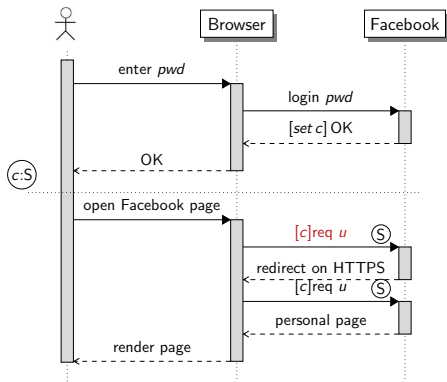 Browser
Facebook
enter pwd
login pwd
[set c] OK
OK
c:S
open Facebook page
[c]req u
S
redirect on HTTPS
[c]req u
S
personal page
render page